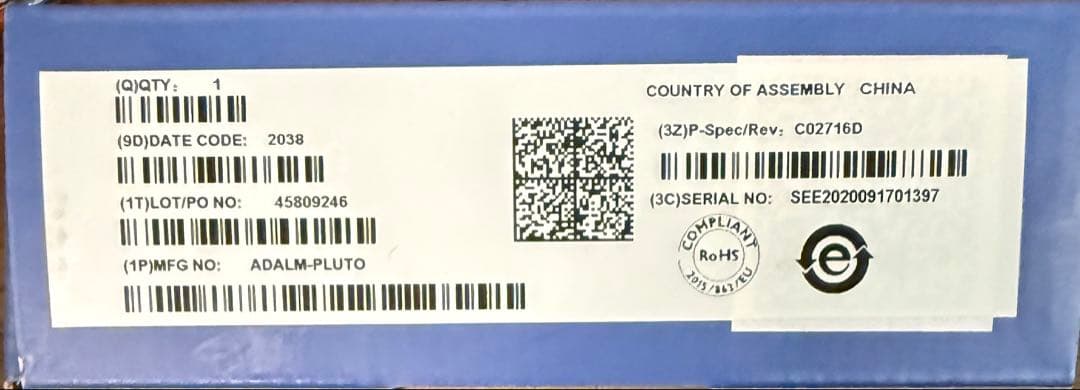 (Q)QTY: 1
(9D)DATE CODE: 2038
(1T)LOT/PO NO: 45809246
(1P)MFG NO: ADALM-PLUTO
COUNTRY OF ASSEMBLY CHINA
(3Z)P-Spec/Rev: C02716D
(3C)SERIAL NO: SEE2020091701397
COMPLIANT
RoHS
2015/863/EU
e